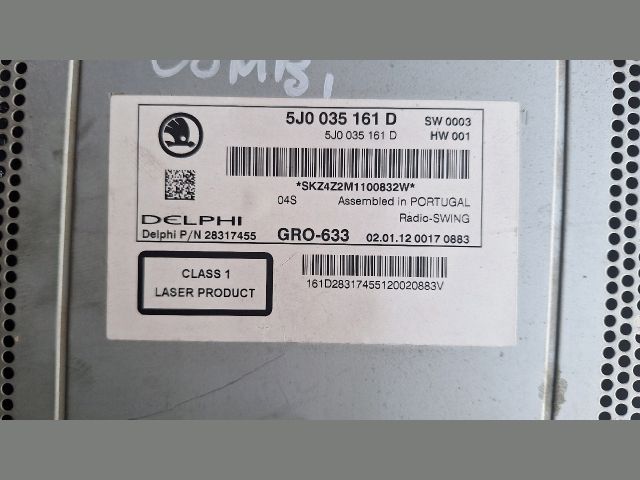 COMBI
5J0 035 161 D SW 0003
5J0 035 161 D HW 001
*SKZ4Z2M1100832W*
04S Assembled in PORTUGAL
DELPHI Radio-SWING
Delphi P/N 28317455 GRO-633 02.01.12 0017 0883
CLASS 1
LASER PRODUCT
161D28317455120020883V